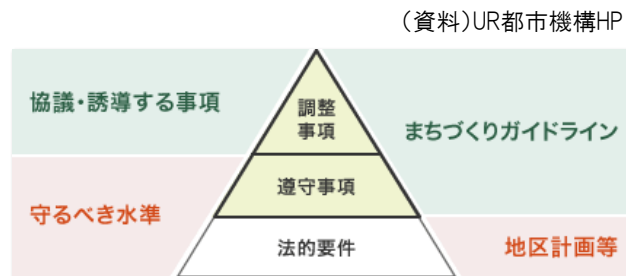 (資料)UR都市機構HP
協議・誘導する事項
調整
事項
まちづくりガイドライン
遵守事項
守るべき水準
法的要件
地区計画等